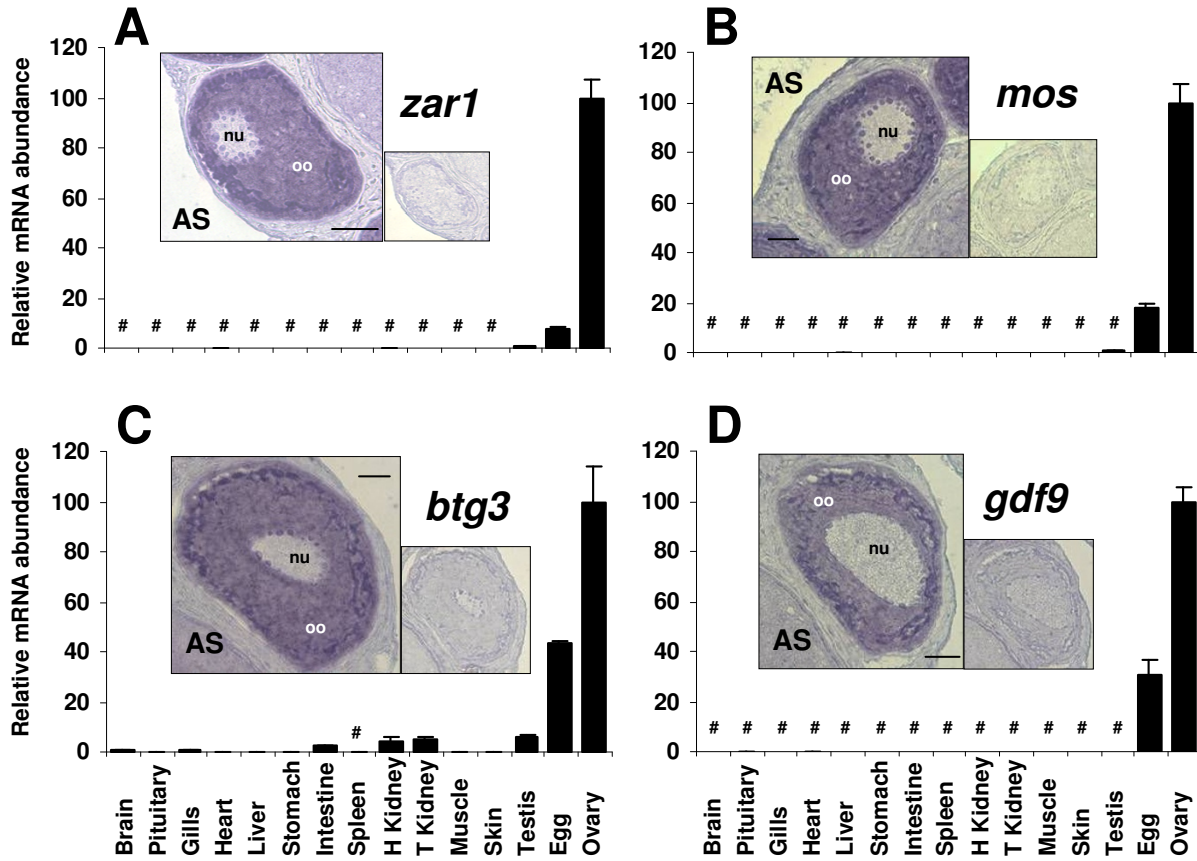 A
B
Relative mRNA abundance
120
100
80
60
40
20
0
zar1
nu
oo
AS
# # # # # # # # # # # #
120
100
80
60
40
20
0
mos
AS
nu
oo
# # # # # # # # # # # # #
C
D
Relative mRNA abundance
120
100
80
60
40
20
0
btg3
nu
oo
AS
#
Brain
Pituitary
Gills
Heart
Liver
Stomach
Intestine
Spleen
H Kidney
T Kidney
Muscle
Skin
Testis
Egg
Ovary
120
100
80
60
40
20
0
gdf9
oo
nu
AS
# # # # # # # # # # # # #
Brain
Pituitary
Gills
Heart
Liver
Stomach
Intestine
Spleen
H Kidney
T Kidney
Muscle
Skin
Testis
Egg
Ovary